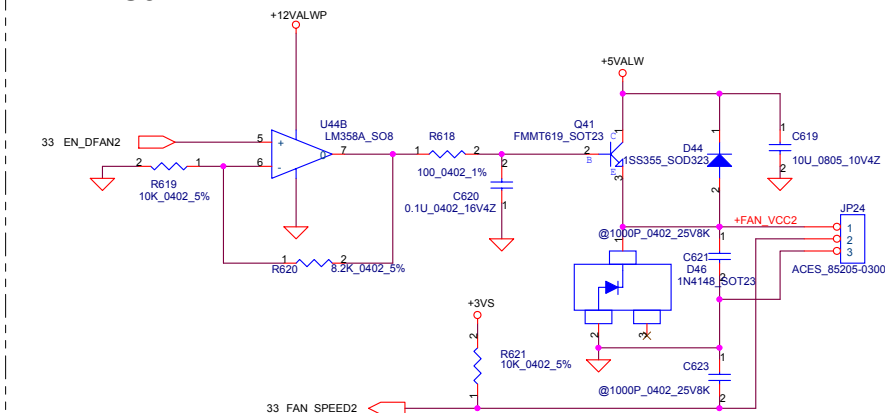 +12VALWP
+5VALW
U44B
LM358A_SO8
33 EN_DFAN2
5
+
6
-
0
7
2
1
R619
10K_0402_5%
1
R618
2
100_0402_1%
2
C620
0.1U_0402_16V4Z
1
1
R620
2
8.2K_0402_5%
Q41
FMMT619_SOT23
C
1
2
B
E
3
D44
1SS355_SOD323
1
2
1
C619
10U_0805_10V4Z
2
+FAN_VCC2
JP24
1
2
3
ACES_85205-0300
@1000P_0402_25V8K
1
C621
1
2
D46
1N4148_SOT23
2
3
+3VS
2
R621
10K_0402_5%
1
1
C623
@1000P_0402_25V8K
2
33 FAN_SPEED2